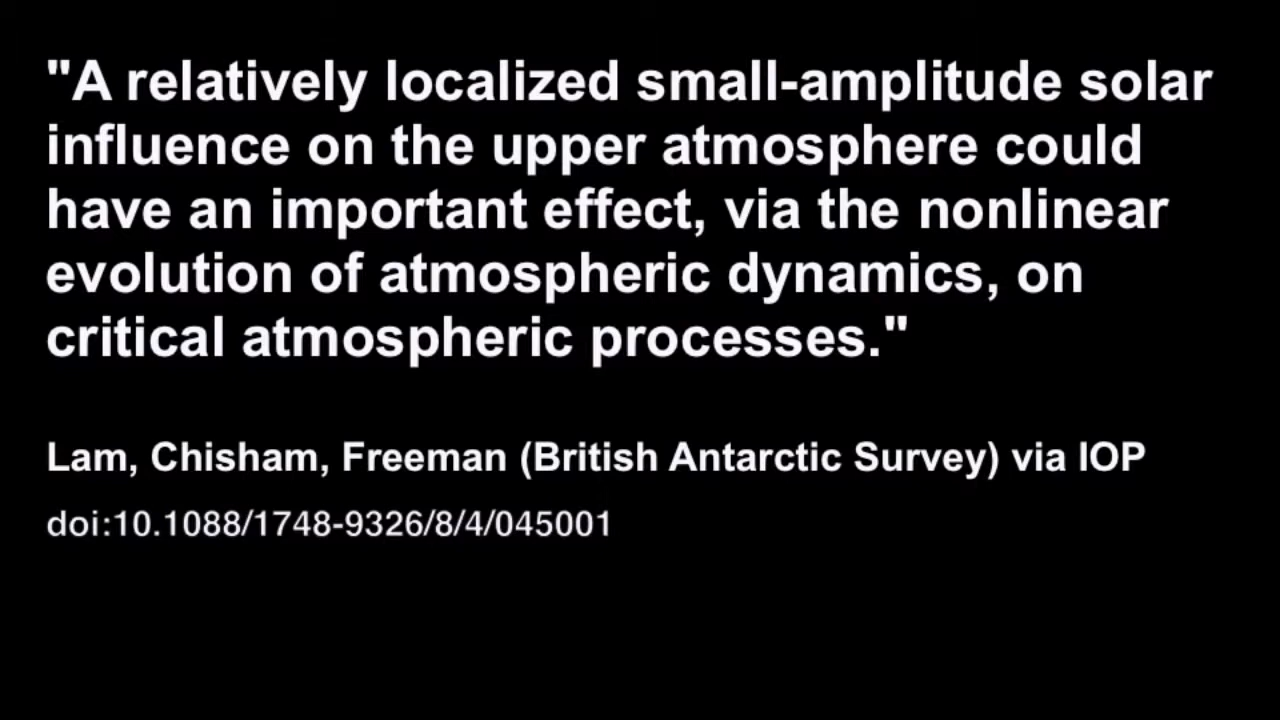 "A relatively localized small-amplitude solar
influence on the upper atmosphere could
have an important effect, via the nonlinear
evolution of atmospheric dynamics, on
critical atmospheric processes."
Lam, Chisham, Freeman (British Antarctic Survey) via IOP
doi:10.1088/1748-9326/8/4/045001